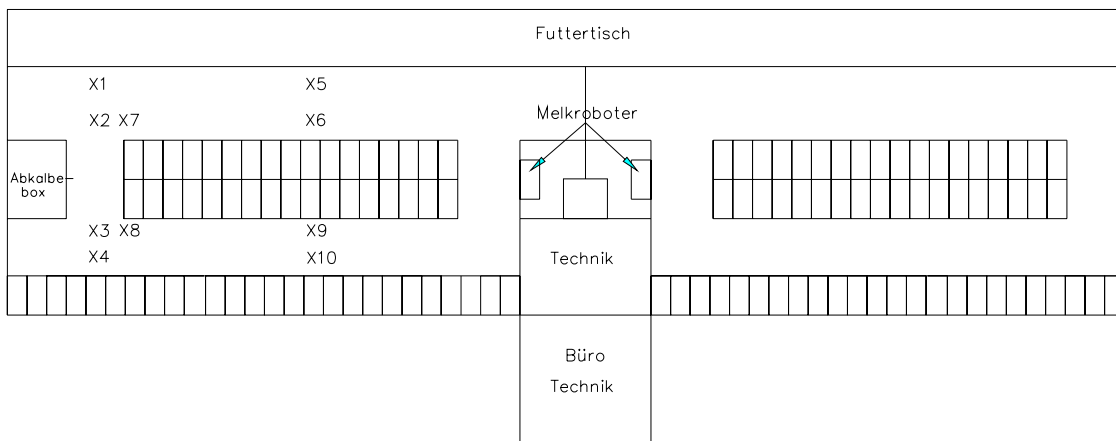 Futtertisch
X1
X5
Melkroboter
X2 X7
X6
Abkalbe-
box
X3 X8
X9
X4
X10
Technik
Büro
Technik